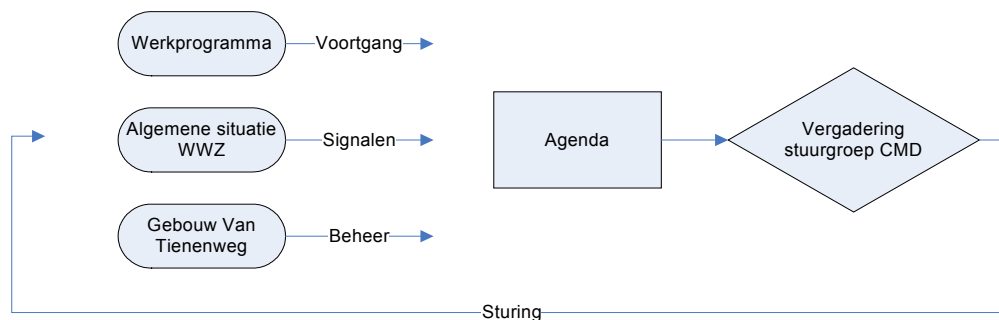 Werkprogramma
Voortgang
Algemene situatie
WWZ
Signalen
Gebouw Van
Tienenweg
Beheer
Agenda
Vergadering
stuurgroep CMD
Sturing